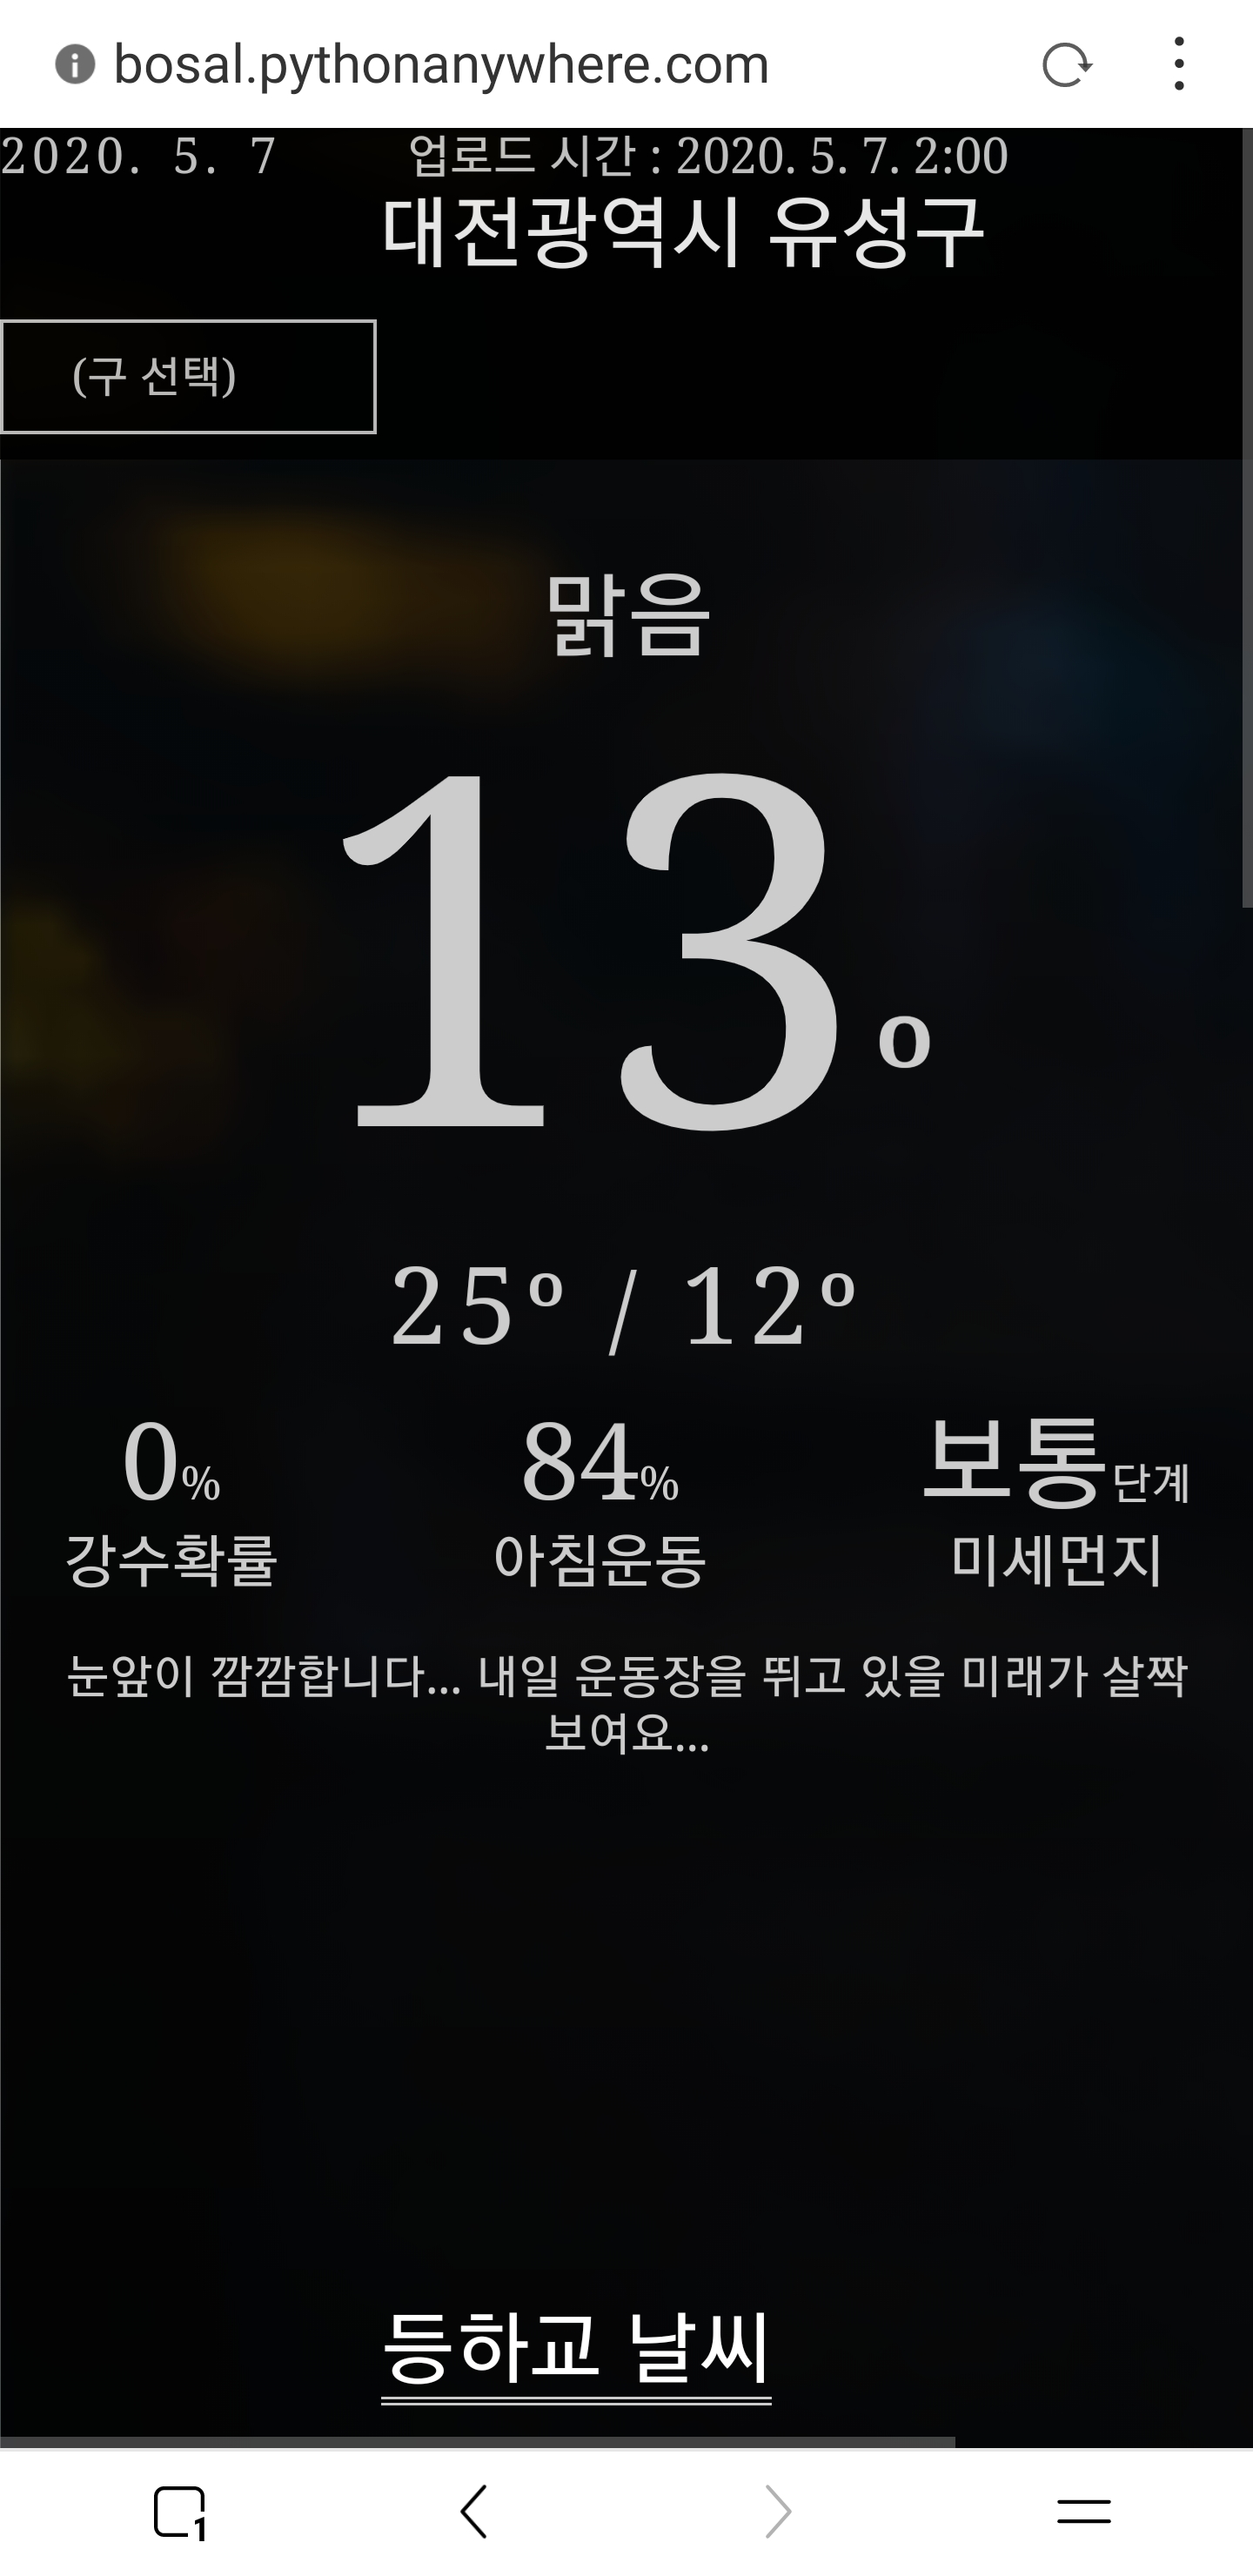 bosal.pythonanywhere.com
2020. 5. 7 업로드 시간 : 2020. 5. 7. 2:00
대전광역시 유성구
(구 선택)
맑음
13º
25º / 12º
0% 84% 보통단계
강수확률 아침운동 미세먼지
눈앞이 깜깜합니다... 내일 운동장을 뛰고 있을 미래가 살짝
보여요...
등하교 날씨
1